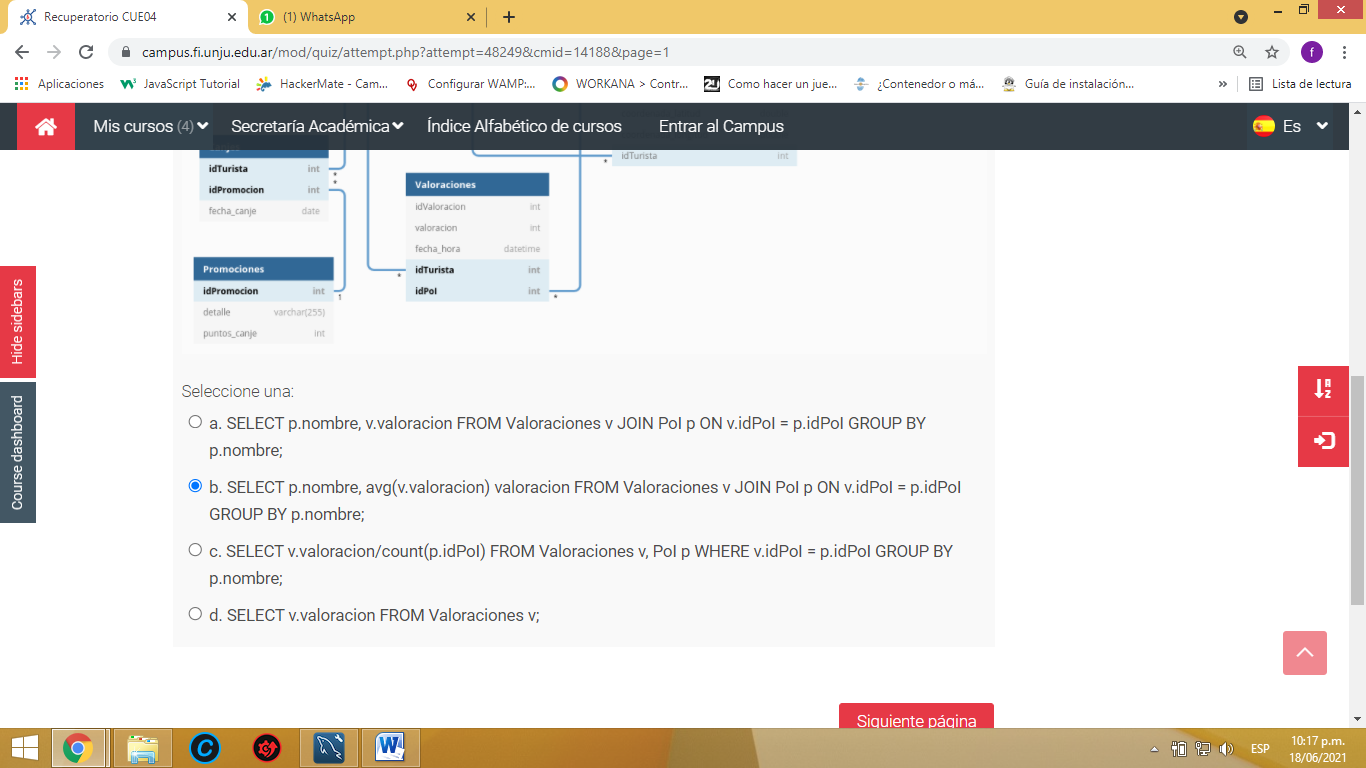 Recuperatorio CUE04
(1) WhatsApp
campus.fi.unju.edu.ar/mod/quiz/attempt.php?attempt=48249&cmid=14188&page=1
f
Aplicaciones
JavaScript Tutorial
HackerMate - Cam...
Configurar WAMP:...
WORKANA > Contr...
Como hacer un jue...
¿Contenedor o má...
Guía de instalación...
»
Lista de lectura
Mis cursos (4)
Secretaría Académica
Índice Alfabético de cursos
Entrar al Campus
Es
idTurista int
idTurista int
idPromocion int
fecha_canje date
Valoraciones
idValoracion int
valoracion int
fecha_hora datetime
idTurista int
idPoI int
Promociones
idPromocion int
detalle varchar(255)
puntos_canje int
*
*
*
*
*
1
Hide sidebars
Course dashboard
Seleccione una:
a. SELECT p.nombre, v.valoracion FROM Valoraciones v JOIN PoI p ON v.idPoI = p.idPoI GROUP BY
p.nombre;
b. SELECT p.nombre, avg(v.valoracion) valoracion FROM Valoraciones v JOIN PoI p ON v.idPoI = p.idPoI
GROUP BY p.nombre;
c. SELECT v.valoracion/count(p.idPoI) FROM Valoraciones v, PoI p WHERE v.idPoI = p.idPoI GROUP BY
p.nombre;
d. SELECT v.valoracion FROM Valoraciones v;
Siguiente página
ESP
10:17 p.m.
18/06/2021